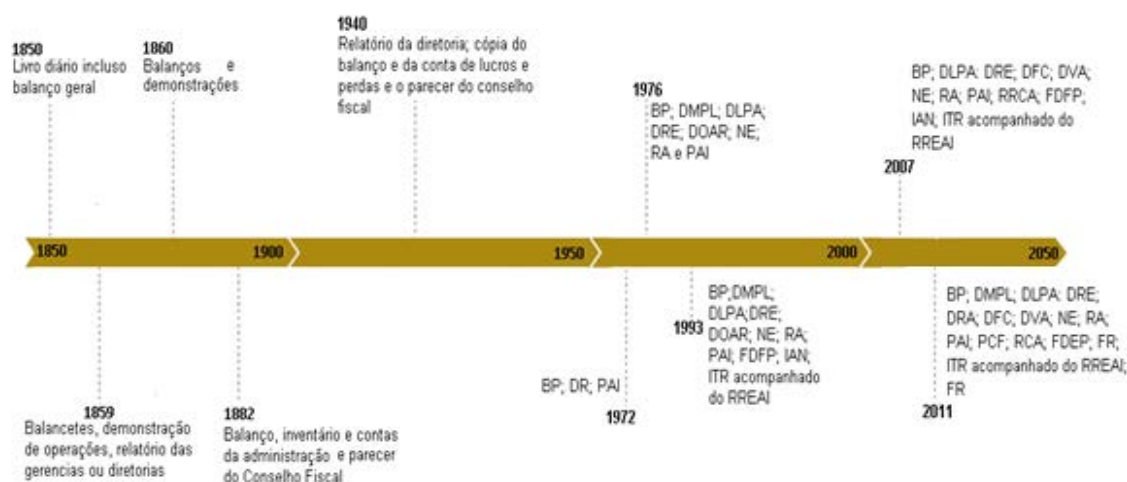 1850
Livro diário incluso
balanço geral
1860
Balanços e
demonstrações
1940
Relatório da diretoria; cópia do
balanço e da conta de lucros e
perdas e o parecer do conselho
fiscal
1976
BP; DMPL; DLPA;
DRE; DOAR; NE;
RA e PAI
BP; DLPA: DRE; DFC; DVA;
NE; RA; PAI; RRCA; FDFP;
IAN; ITR acompanhado do
RREAI
2007
1850
1900
1950
2000
2050
1859
Balancetes, demonstração
de operações, relatório das
gerencias ou diretorias
1882
Balanço, inventário e contas
da administração e parecer
do Conselho Fiscal
BP; DR; PAI
1972
1993
BP;DMPL;
DLPA;DRE;
DOAR; NE; RA;
PAI; FDFP; IAN;
ITR acompanhado
do RREAI
BP; DMPL; DLPA: DRE;
DRA; DFC; DVA; NE; RA;
PAI; PCF; RCA; FDEP; FR;
ITR acompanhado do RREAI;
FR
2011